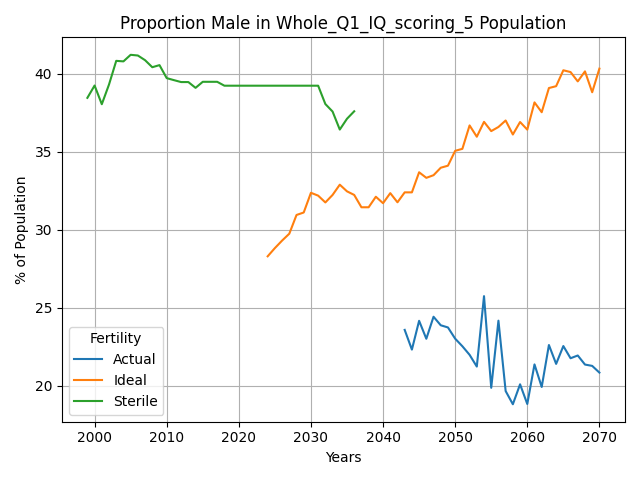 Proportion Male in Whole_Q1_IQ_scoring_5 Population
% of Population
40
35
30
25
20
Fertility
Actual
Ideal
Sterile
2000 2010 2020 2030 2040 2050 2060 2070
Years